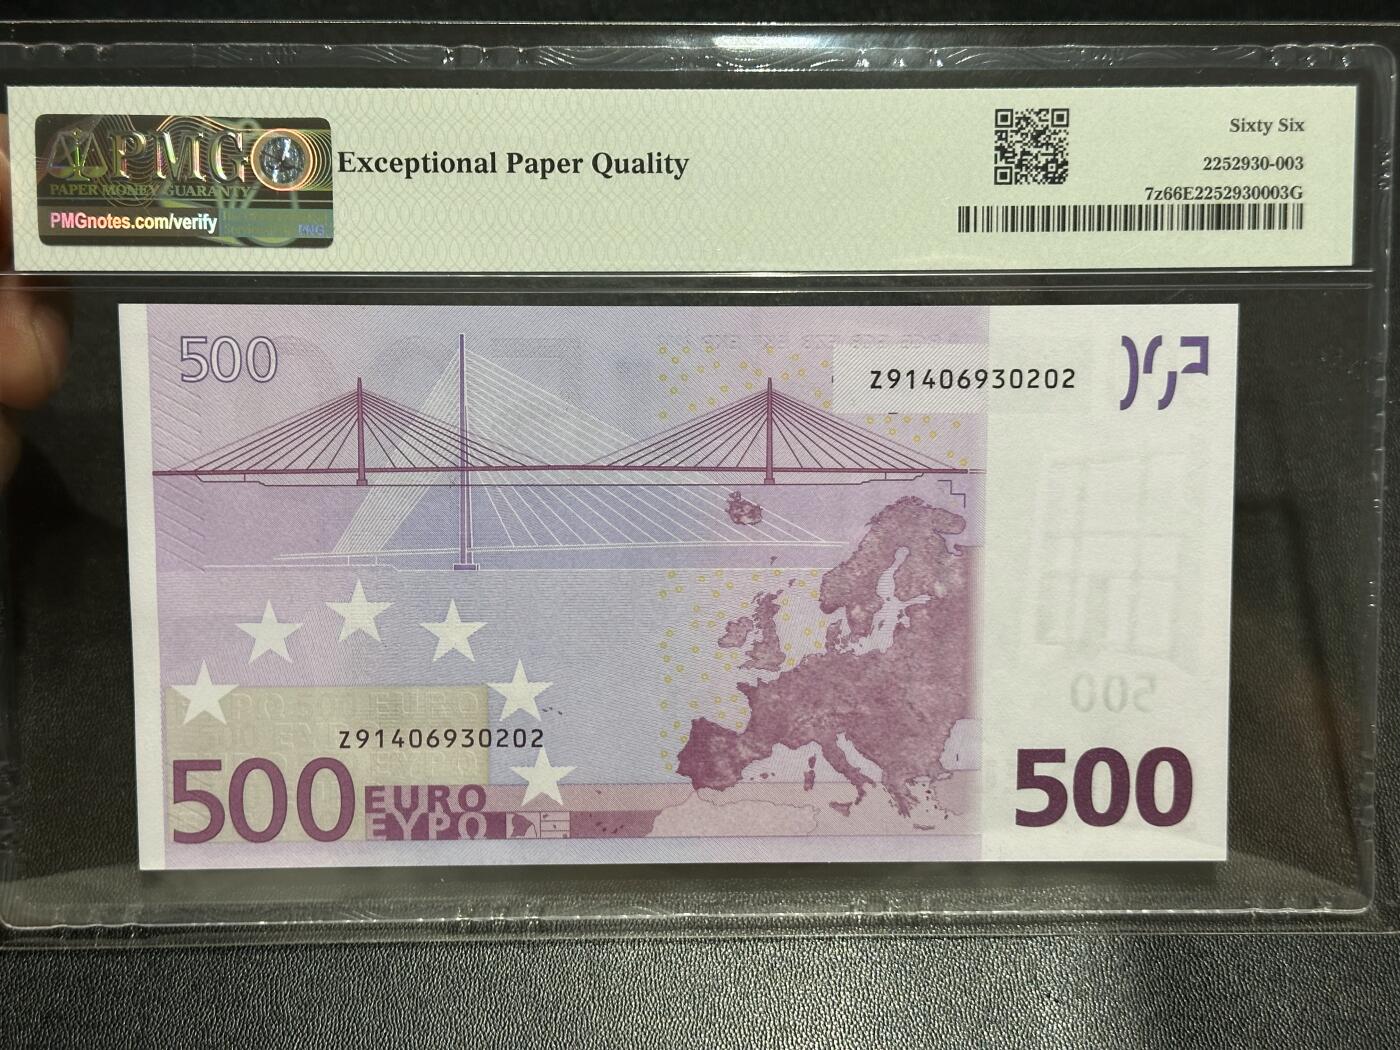 PMG
PAPER MONEY GUARANTY
PMGnotes.com/verify
Exceptional Paper Quality
Sixty Six
2252930-003
7z66E2252930003G
500
Z91406930202
Z91406930202
500 EURO
ΕΥΡΩ
500
500